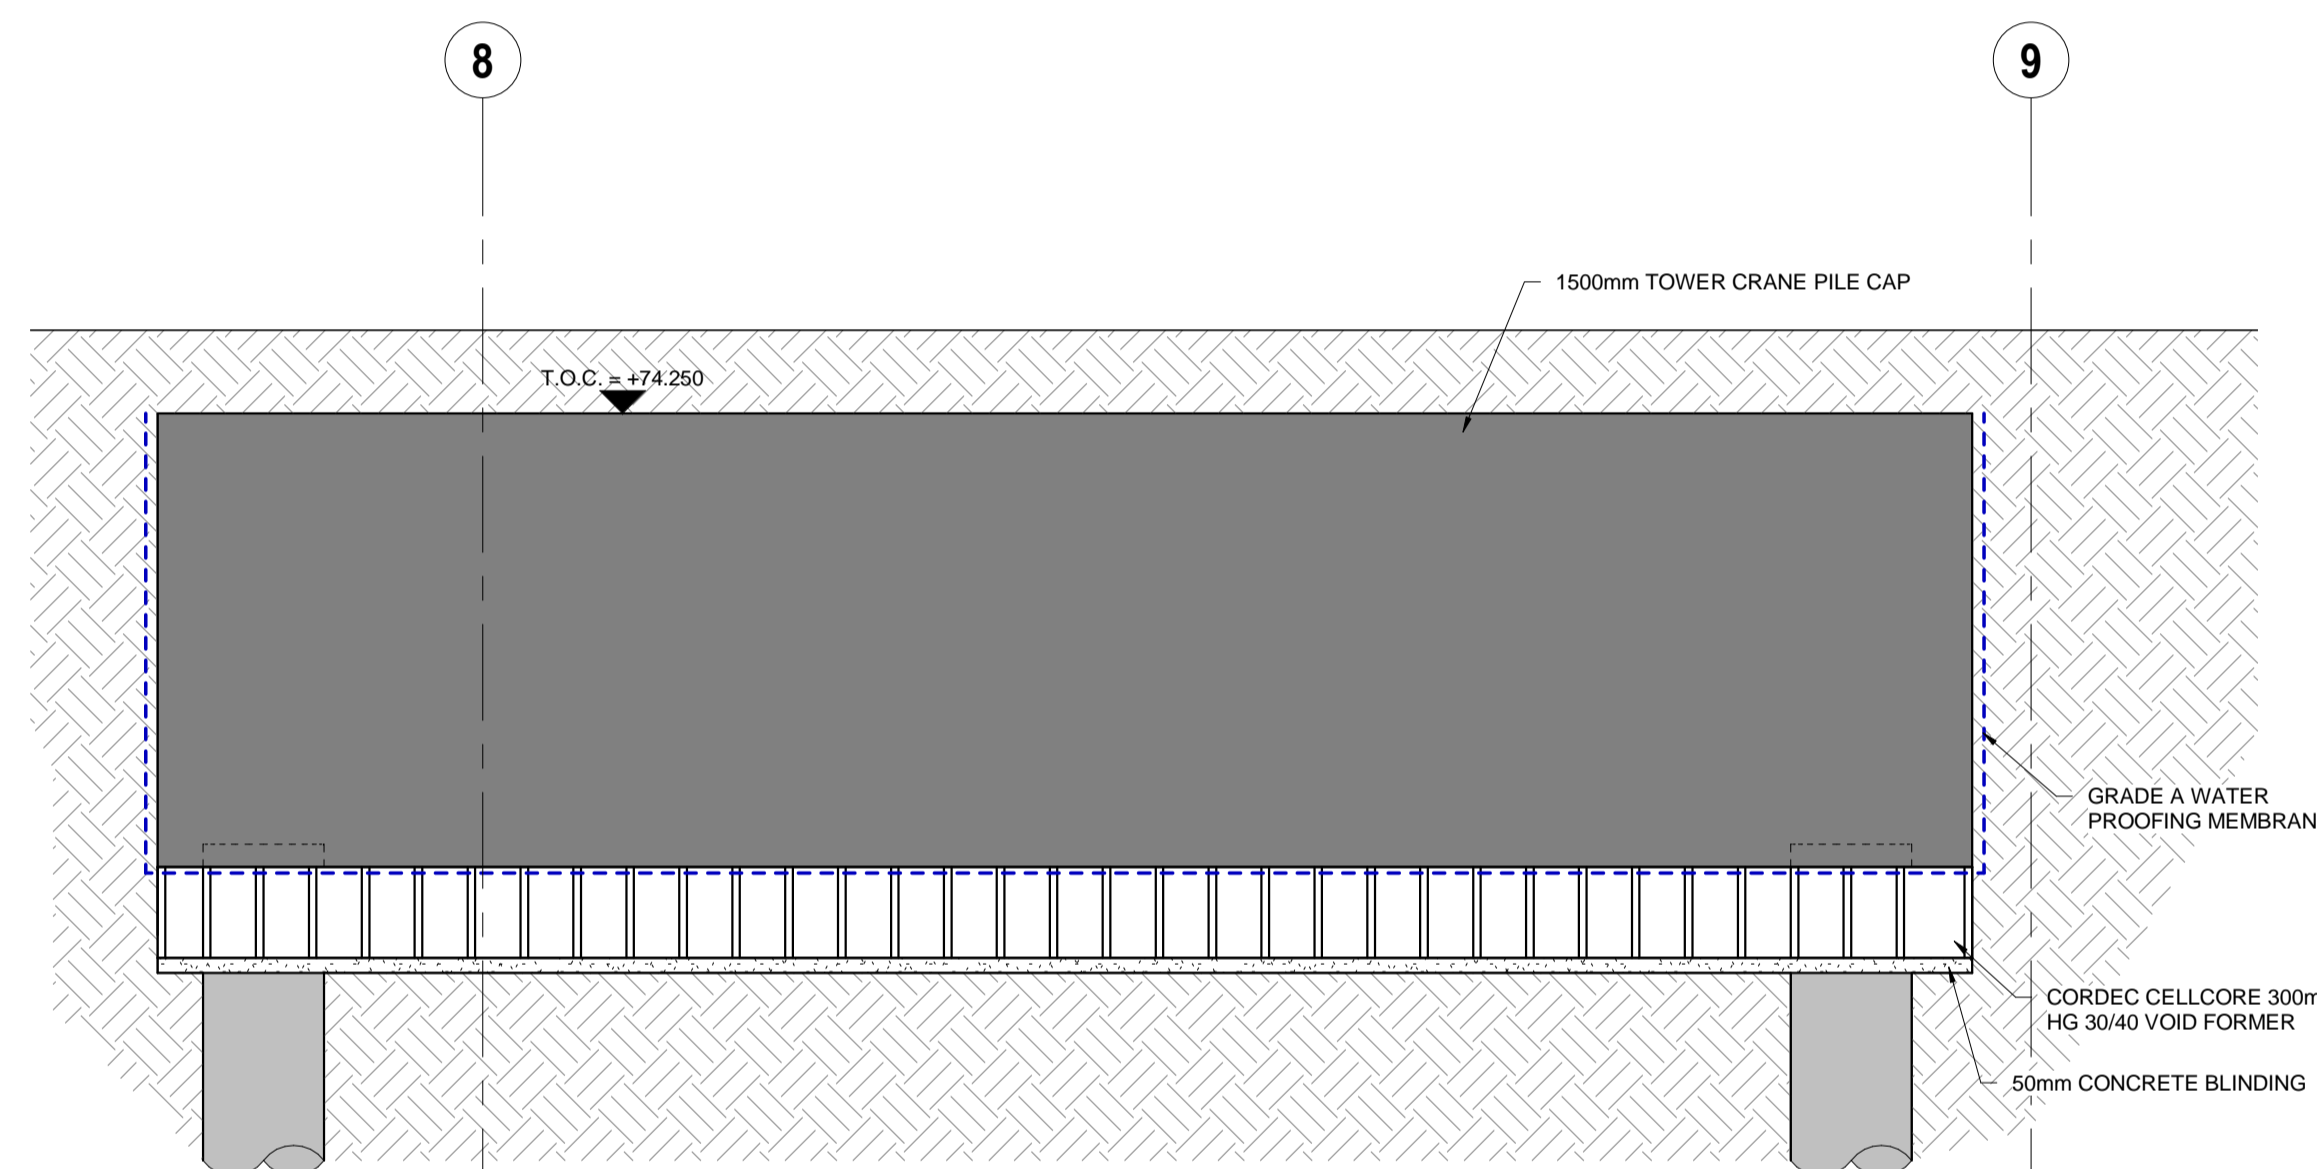 8
9
1500mm TOWER CRANE PILE CAP
T.O.C. = +74.250
GRADE A WATER
PROOFING MEMBRAN
CORDEC CELLCORE 300m
HG 30/40 VOID FORMER
50mm CONCRETE BLINDING